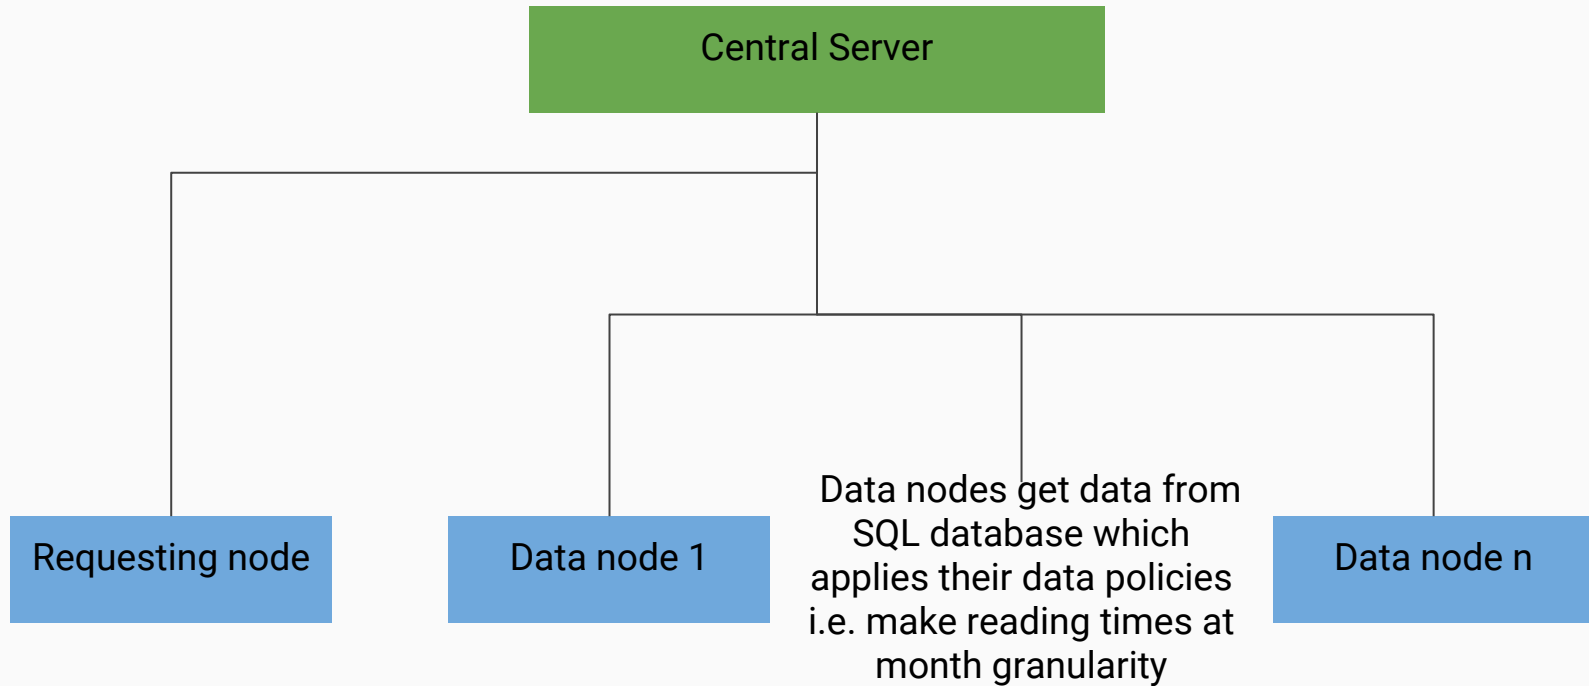 Central Server
Requesting node
Data node 1
Data nodes get data from
SQL database which
applies their data policies
i.e. make reading times at
month granularity
Data node n